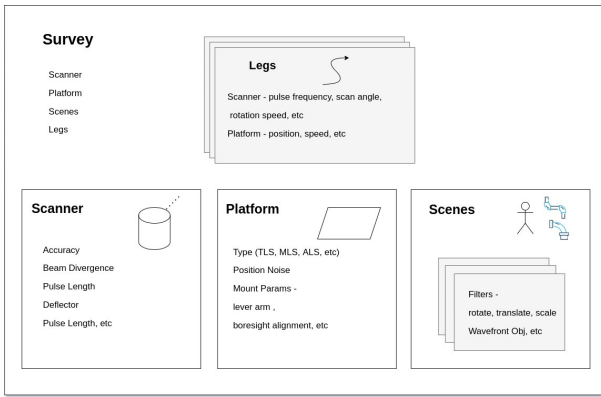 Survey
Scanner
Platform
Scenes
Legs
Legs
Scanner - pulse frequency, scan angle,
rotation speed, etc
Platform - position, speed, etc
Scanner
Accuracy
Beam Divergence
Pulse Length
Deflector
Pulse Length, etc
Platform
Type (TLS, MLS, ALS, etc)
Position Noise
Mount Params -
lever arm ,
boresight alignment, etc
Scenes
Filters -
rotate, translate, scale
Wavefront Obj, etc